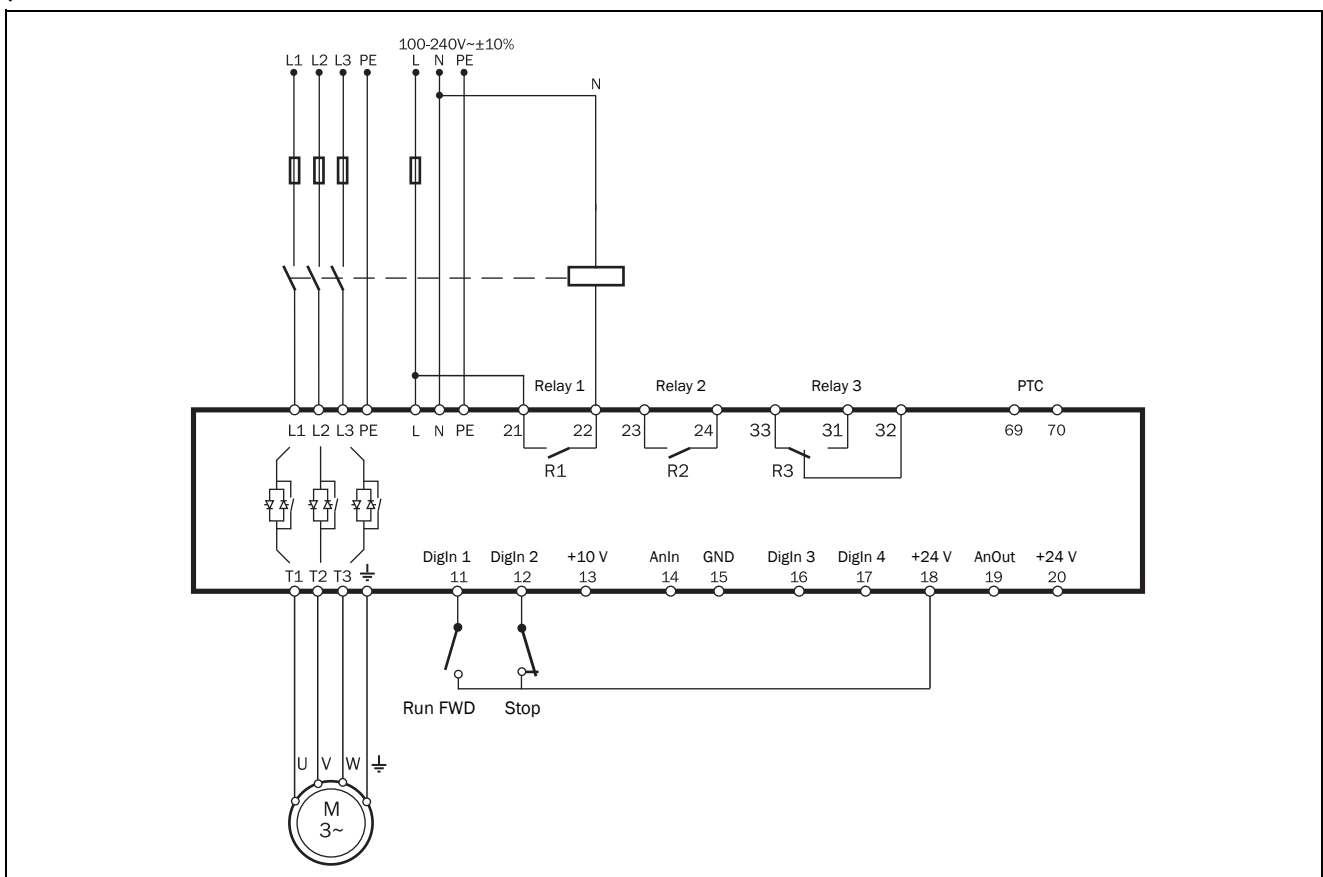 100-240V~±10%
L1 L2 L3 PE L N PE
N
Relay 1 Relay 2 Relay 3 PTC
L1 L2 L3 PE L N PE 21 22 23 24 33 31 32 69 70
R1 R2 R3
DigIn 1 DigIn 2 +10 V AnIn GND DigIn 3 DigIn 4 +24 V AnOut +24 V
T1 T2 T3 11 12 13 14 15 16 17 18 19 20
Run FWD Stop
U V W
M
3~